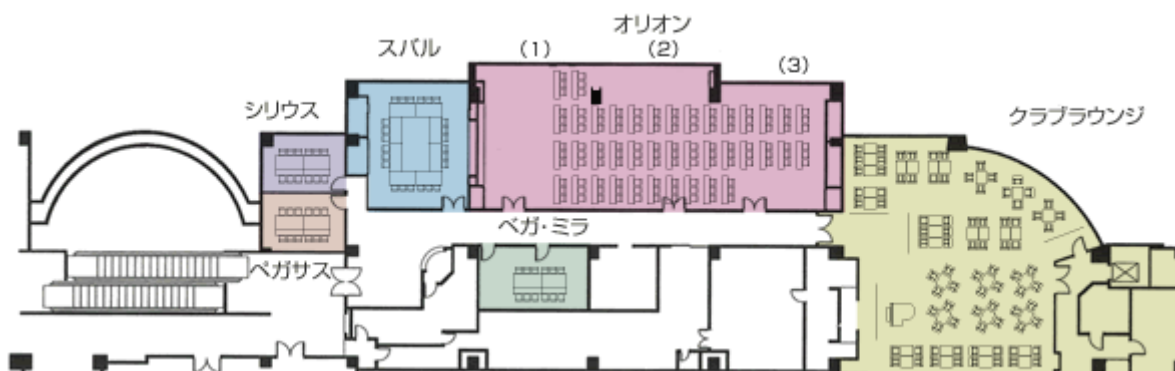 オリオン
スバル
(1)
(2)
(3)
シリウス
クラブラウンジ
ベガ・ミラ
ペガサス